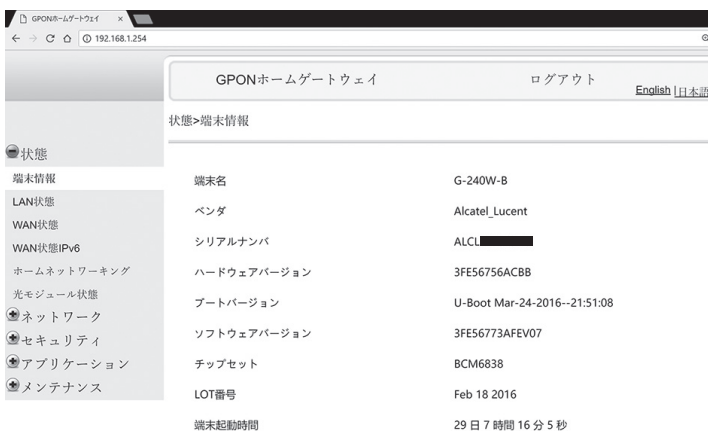 GPONホームゲートウェイ ×
192.168.1.254
GPONホームゲートウェイ ログアウト
English | 日本語
状態>端末情報
状態
端末情報
LAN状態
WAN状態
WAN状態IPv6
ホームネットワーキング
光モジュール状態
ネットワーク
セキュリティ
アプリケーション
メンテナンス
端末名 G-240W-B
ベンダ Alcatel_Lucent
シリアルナンバ ALCL
ハードウェアバージョン 3FE56756ACBB
ブートバージョン U-Boot Mar-24-2016--21:51:08
ソフトウェアバージョン 3FE56773AFEV07
チップセット BCM6838
LOT番号 Feb 18 2016
端末起動時間 29 日 7 時間 16 分 5 秒